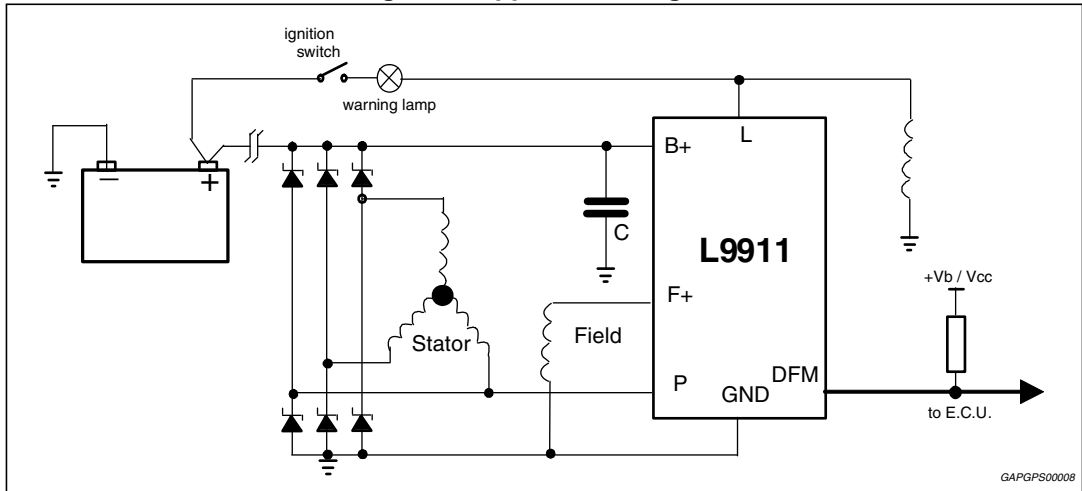 ignition
switch
warning lamp
L
B+
−
+
C
L9911
+Vb / Vcc
F+
Field
Stator
DFM
P
GND
to E.C.U.
GAPGPS00008